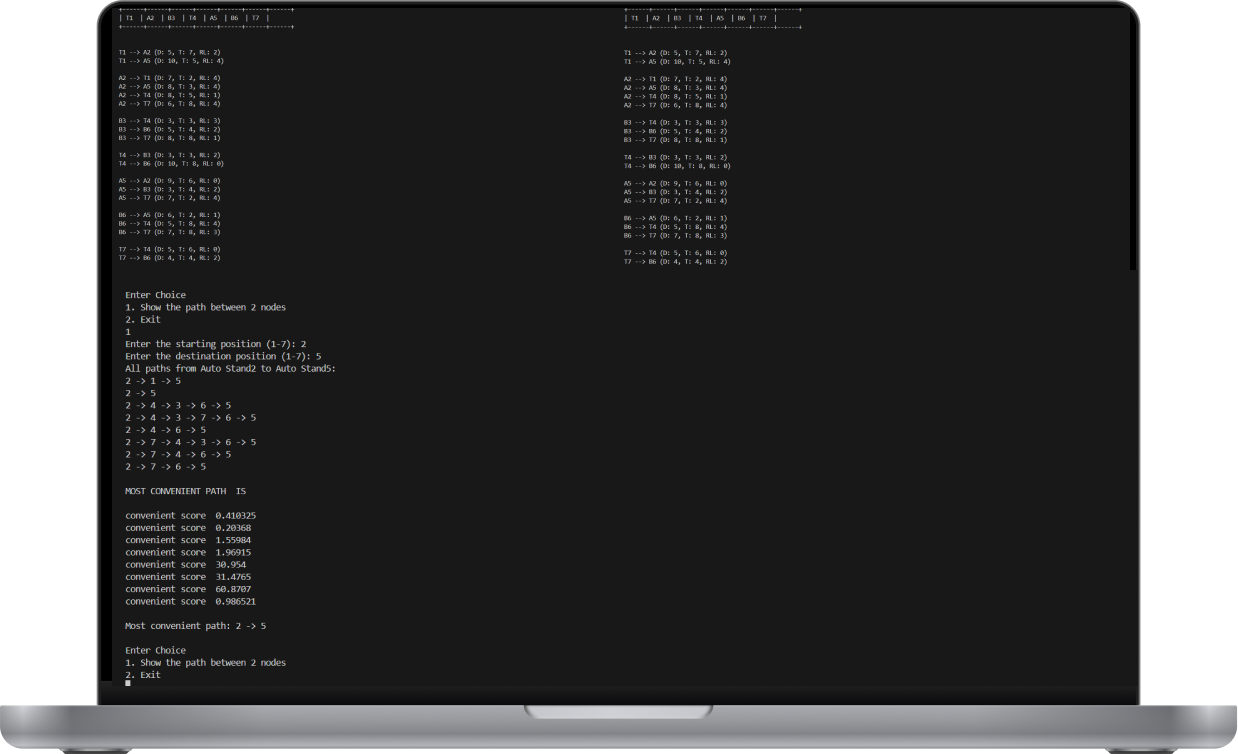 +------+------+------+------+------+------+------+
| T1 | A2 | B3 | T4 | A5 | B6 | T7 |
+------+------+------+------+------+------+------+
T1 --> A2 (D: 5, T: 7, RL: 2)
T1 --> A5 (D: 10, T: 5, RL: 4)
A2 --> T1 (D: 7, T: 2, RL: 4)
A2 --> A5 (D: 8, T: 3, RL: 4)
A2 --> T4 (D: 8, T: 5, RL: 1)
A2 --> T7 (D: 6, T: 8, RL: 4)
B3 --> T4 (D: 3, T: 3, RL: 3)
B3 --> B6 (D: 5, T: 4, RL: 2)
B3 --> T7 (D: 8, T: 8, RL: 1)
T4 --> B3 (D: 3, T: 3, RL: 2)
T4 --> B6 (D: 10, T: 8, RL: 0)
A5 --> A2 (D: 9, T: 6, RL: 0)
A5 --> B3 (D: 3, T: 4, RL: 2)
A5 --> T7 (D: 7, T: 2, RL: 4)
B6 --> A5 (D: 6, T: 2, RL: 1)
B6 --> T4 (D: 5, T: 8, RL: 4)
B6 --> T7 (D: 7, T: 8, RL: 3)
T7 --> T4 (D: 5, T: 6, RL: 0)
T7 --> B6 (D: 4, T: 4, RL: 2)
+------+------+------+------+------+------+------+
| T1 | A2 | B3 | T4 | A5 | B6 | T7 |
+------+------+------+------+------+------+------+
T1 --> A2 (D: 5, T: 7, RL: 2)
T1 --> A5 (D: 10, T: 5, RL: 4)
A2 --> T1 (D: 7, T: 2, RL: 4)
A2 --> A5 (D: 8, T: 3, RL: 4)
A2 --> T4 (D: 8, T: 5, RL: 1)
A2 --> T7 (D: 6, T: 8, RL: 4)
B3 --> T4 (D: 3, T: 3, RL: 3)
B3 --> B6 (D: 5, T: 4, RL: 2)
B3 --> T7 (D: 8, T: 8, RL: 1)
T4 --> B3 (D: 3, T: 3, RL: 2)
T4 --> B6 (D: 10, T: 8, RL: 0)
A5 --> A2 (D: 9, T: 6, RL: 0)
A5 --> B3 (D: 3, T: 4, RL: 2)
A5 --> T7 (D: 7, T: 2, RL: 4)
B6 --> A5 (D: 6, T: 2, RL: 1)
B6 --> T4 (D: 5, T: 8, RL: 4)
B6 --> T7 (D: 7, T: 8, RL: 3)
T7 --> T4 (D: 5, T: 6, RL: 0)
T7 --> B6 (D: 4, T: 4, RL: 2)
Enter Choice
1. Show the path between 2 nodes
2. Exit
1
Enter the starting position (1-7): 2
Enter the destination position (1-7): 5
All paths from Auto Stand2 to Auto Stand5:
2 -> 1 -> 5
2 -> 5
2 -> 4 -> 3 -> 6 -> 5
2 -> 4 -> 3 -> 7 -> 6 -> 5
2 -> 4 -> 6 -> 5
2 -> 7 -> 4 -> 3 -> 6 -> 5
2 -> 7 -> 4 -> 6 -> 5
2 -> 7 -> 6 -> 5
MOST CONVENIENT PATH  IS
convenient score  0.410325
convenient score  0.20368
convenient score  1.55984
convenient score  1.96915
convenient score  30.954
convenient score  31.4765
convenient score  60.8707
convenient score  0.986521
Most convenient path: 2 -> 5
Enter Choice
1. Show the path between 2 nodes
2. Exit